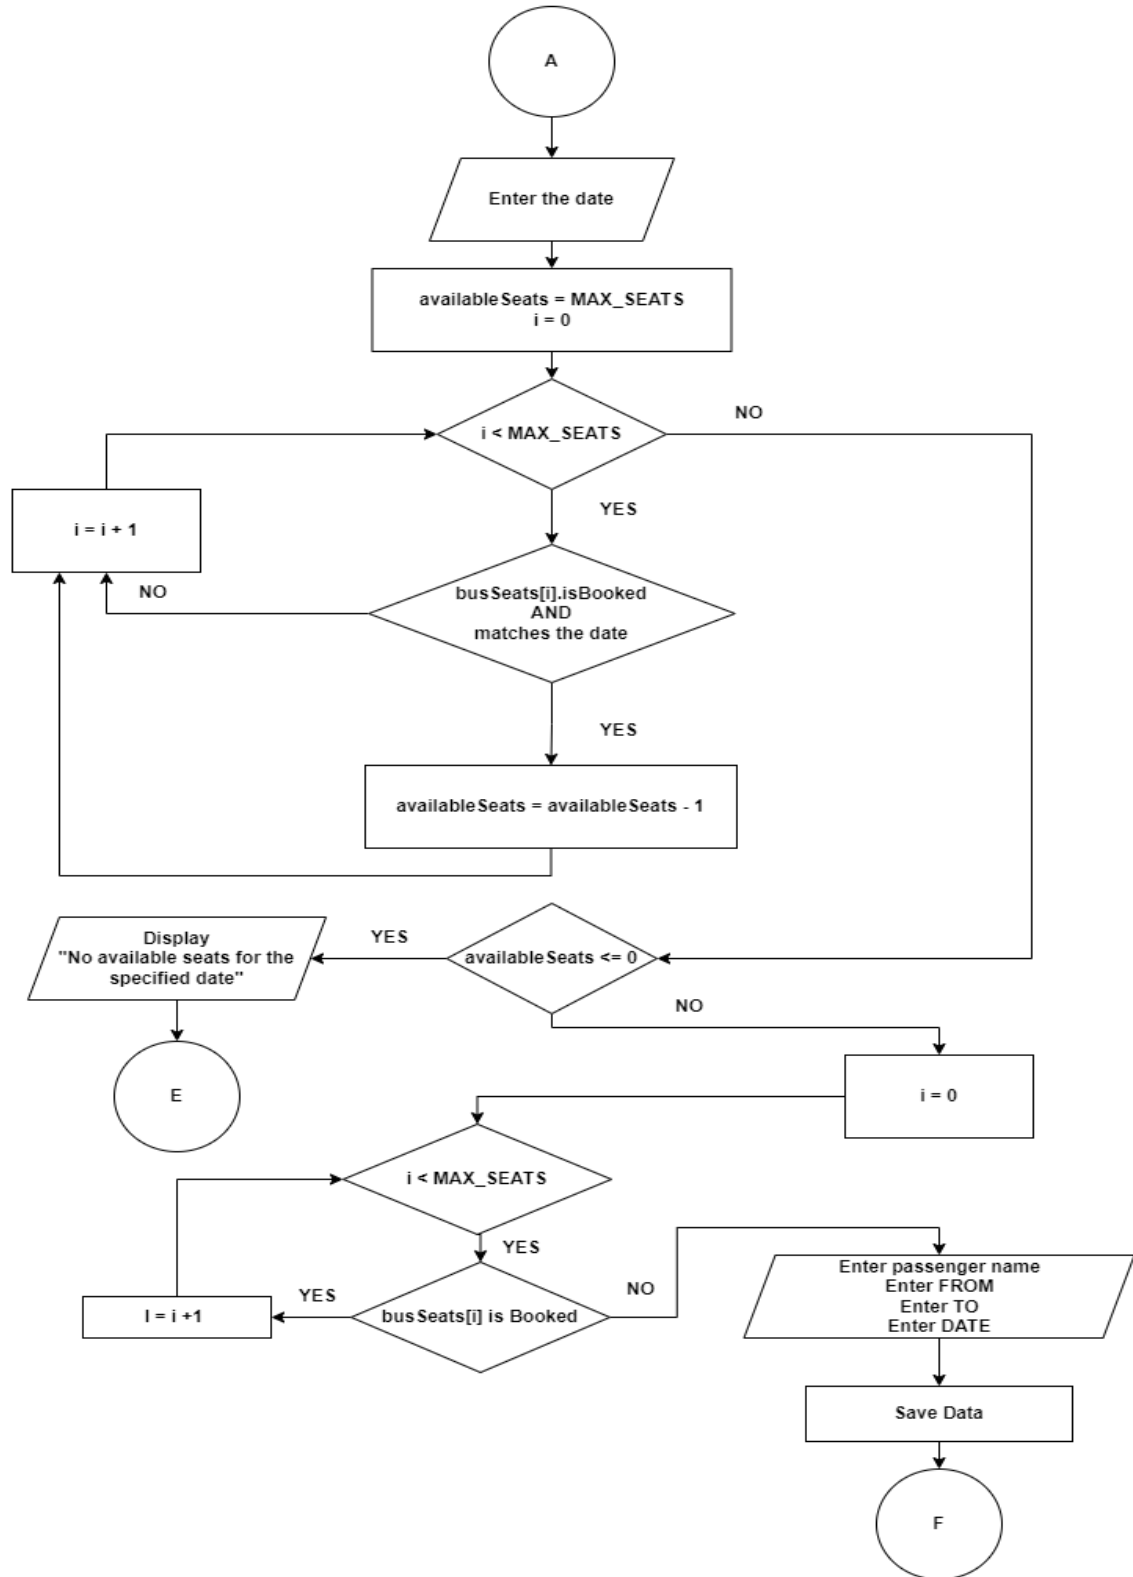 A
Enter the date
availableSeats = MAX_SEATS
i = 0
i < MAX_SEATS
NO
YES
i = i + 1
busSeats[i].isBooked
AND
matches the date
NO
YES
availableSeats = availableSeats - 1
Display
"No available seats for the
specified date"
YES
availableSeats <= 0
NO
E
i = 0
i < MAX_SEATS
YES
busSeats[i] is Booked
YES
NO
I = i +1
Enter passenger name
Enter FROM
Enter TO
Enter DATE
Save Data
F